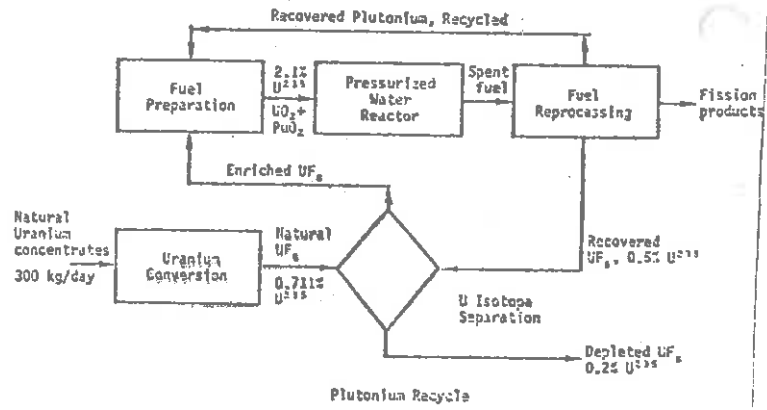 Recovered Plutonium, Recycled
Fuel
Preparation
2.1%
U²³⁵
UO₂+
PuO₂
Pressurized
Water
Reactor
Spent
fuel
Fuel
Reprocessing
Fission
products
Enriched UF₆
Natural
Uranium
concentrates
300 kg/day
Uranium
Conversion
Natural
UF₆
0.711%
U²³⁵
Recovered
UF₆, 0.5% U²³⁵
U Isotope
Separation
Depleted UF₆
0.2% U²³⁵
Plutonium Recycle